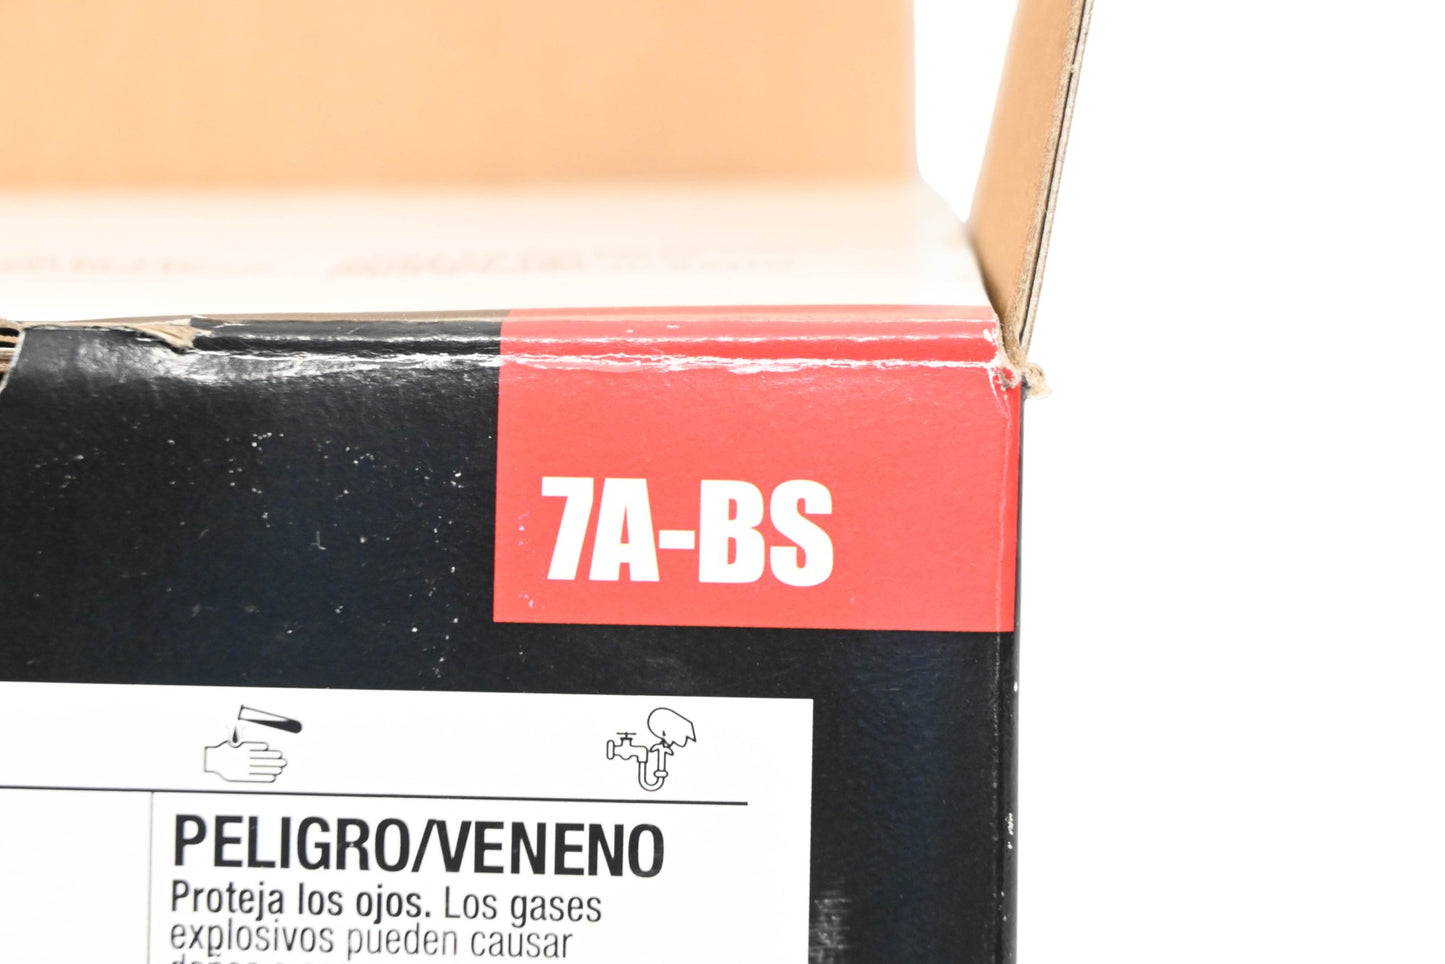 7A-BS
PELIGRO/VENENO
Proteja los ojos. Los gases
explosivos pueden causar